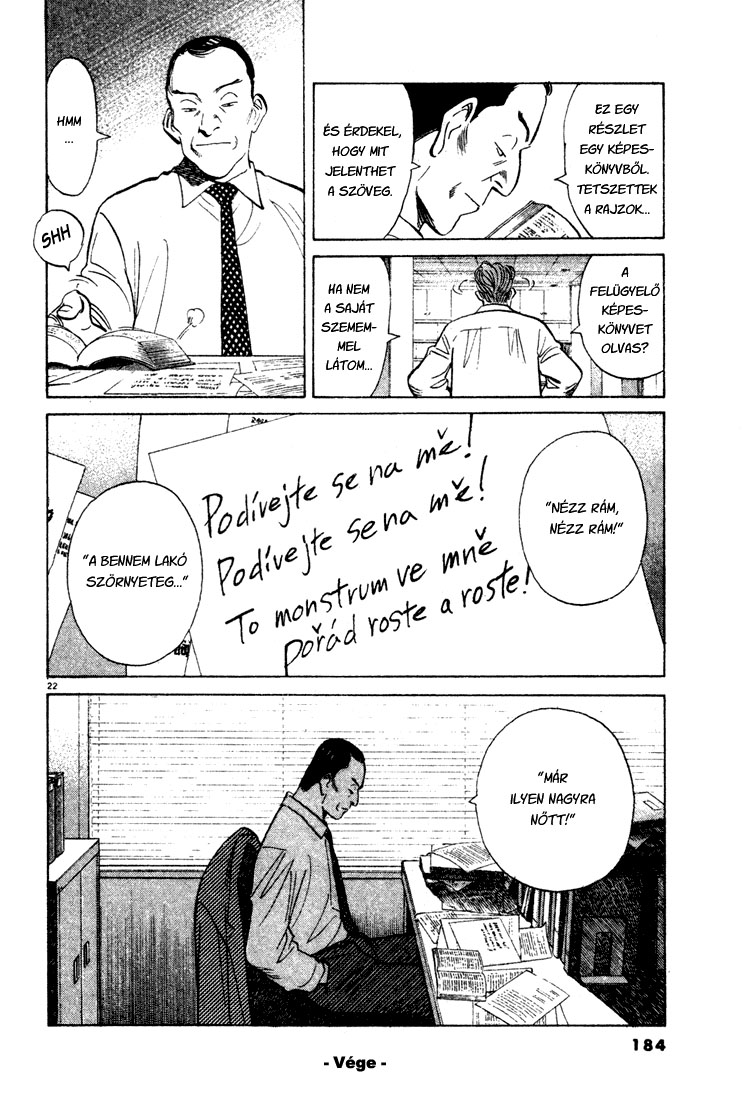 EZ EGY
RÉSZLET
EGY KÉPES-
KÖNYVBŐL.
TETSZETTEK
A RAJZOK...
ÉS ÉRDEKEL,
HOGY MIT
JELENTHET
A SZÖVEG.
HMM
...
SHH
A
FELÜGYELŐ
KÉPES-
KÖNYVET
OLVAS?
HA NEM
A SAJÁT
SZEMEM-
MEL
LÁTOM...
"NÉZZ RÁM,
NÉZZ RÁM!"
Podívejte se na mě!
Podívejte se na mě!
To monstrum ve mně
pořád roste a roste!
"A BENNEM LAKÓ
SZÖRNYETEG..."
22
"MÁR
ILYEN NAGYRA
NŐTT!"
184
- Vége -